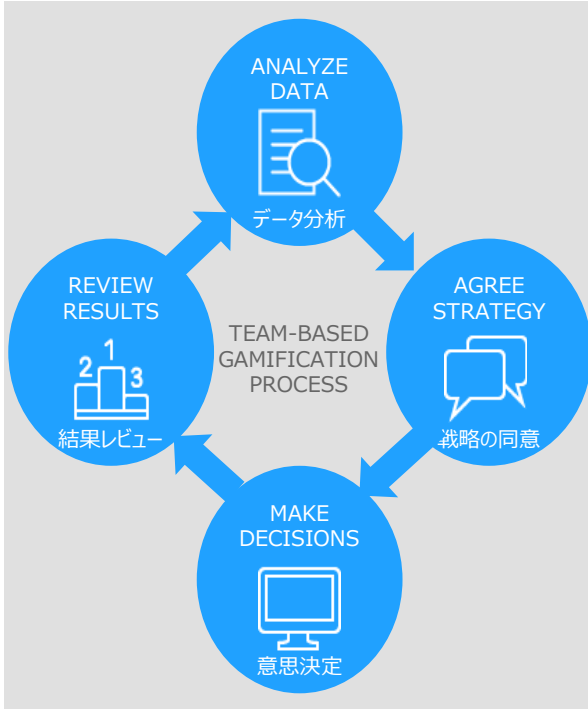 ANALYZE
DATA
データ分析
AGREE
STRATEGY
戦略の同意
MAKE
DECISIONS
意思決定
REVIEW
RESULTS
2 1 3
結果レビュー
TEAM-BASED
GAMIFICATION
PROCESS